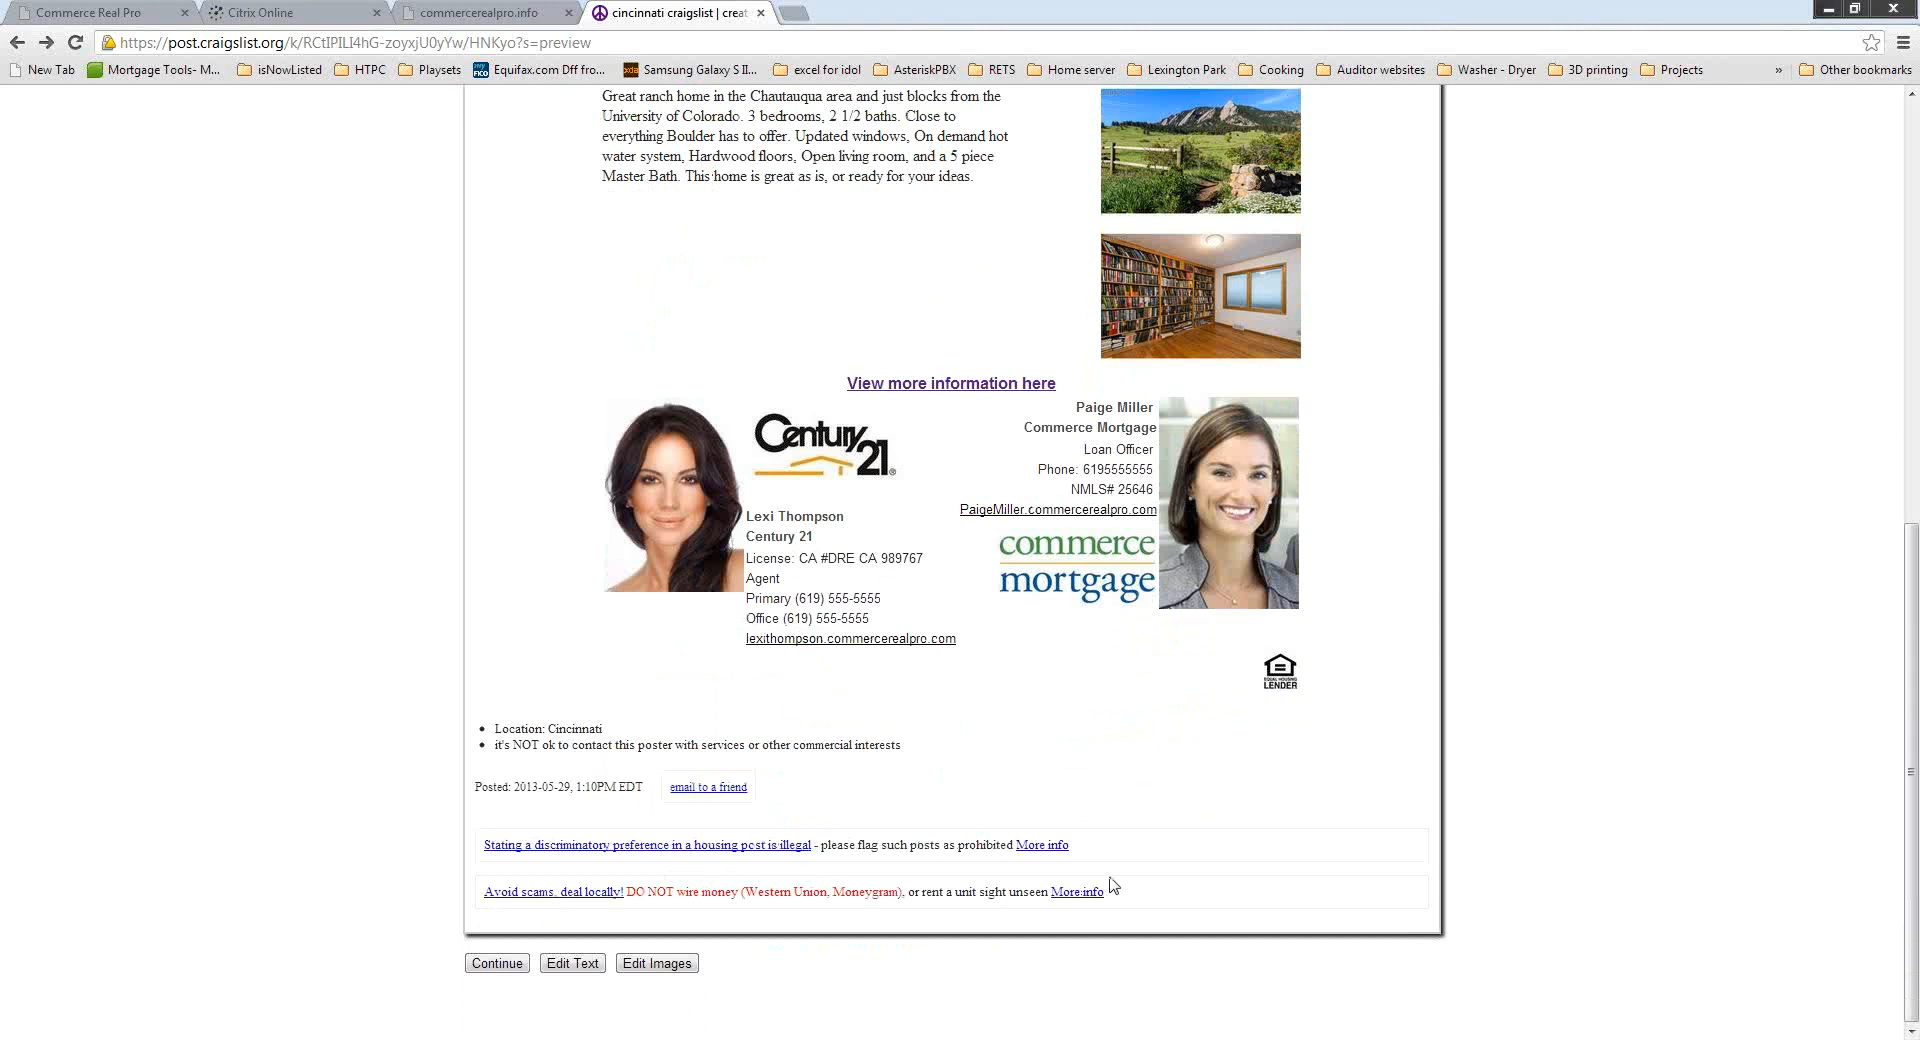 Commerce Real Pro
Citrix Online
commercerealpro.info
cincinnati craigslist | creat
https://post.craigslist.org/k/RCtIPILI4hG-zoyxjU0yYw/HNKyo?s=preview
New Tab
Mortgage Tools- M...
isNowListed
HTPC
Playsets
my FICO
Equifax.com Dff fro...
xda
Samsung Galaxy S II...
excel for idol
AsteriskPBX
RETS
Home server
Lexington Park
Cooking
Auditor websites
Washer - Dryer
3D printing
Projects
»
Other bookmarks
Great ranch home in the Chautauqua area and just blocks from the
University of Colorado. 3 bedrooms, 2 1/2 baths. Close to
everything Boulder has to offer. Updated windows, On demand hot
water system, Hardwood floors, Open living room, and a 5 piece
Master Bath. This home is great as is, or ready for your ideas.
View more information here
Century 21®
Lexi Thompson
Century 21
License: CA #DRE CA 989767
Agent
Primary (619) 555-5555
Office (619) 555-5555
lexithompson.commercerealpro.com
Paige Miller
Commerce Mortgage
Loan Officer
Phone: 6195555555
NMLS# 25646
PaigeMiller.commercerealpro.com
commerce
mortgage
EQUAL HOUSING
LENDER
Location: Cincinnati
it's NOT ok to contact this poster with services or other commercial interests
Posted: 2013-05-29, 1:10PM EDT
email to a friend
Stating a discriminatory preference in a housing post is illegal - please flag such posts as prohibited More info
Avoid scams, deal locally! DO NOT wire money (Western Union, Moneygram), or rent a unit sight unseen More info
Continue
Edit Text
Edit Images